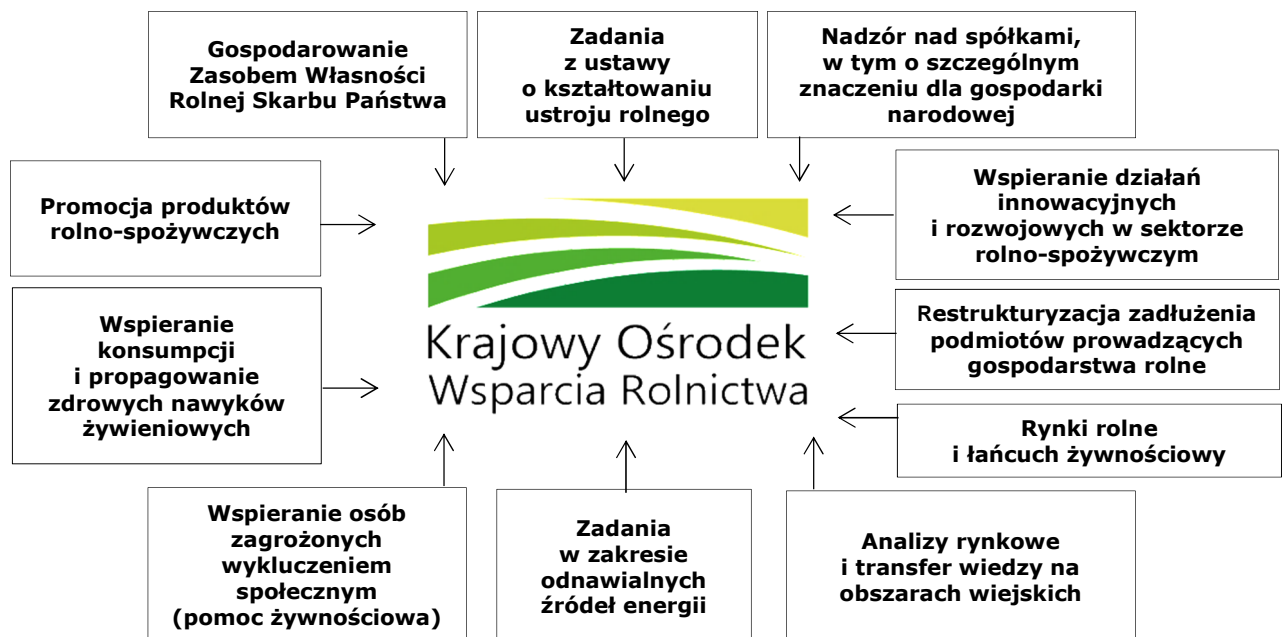 Gospodarowanie
Zasobem Własności
Rolnej Skarbu Państwa
Zadania
z ustawy
o kształtowaniu
ustroju rolnego
Nadzór nad spółkami,
w tym o szczególnym
znaczeniu dla gospodarki
narodowej
Promocja produktów
rolno-spożywczych
Wspieranie działań
innowacyjnych
i rozwojowych w sektorze
rolno-spożywczym
Wspieranie
konsumpcji
i propagowanie
zdrowych nawyków
żywieniowych
Krajowy Ośrodek
Wsparcia Rolnictwa
Restrukturyzacja zadłużenia
podmiotów prowadzących
gospodarstwa rolne
Rynki rolne
i łańcuch żywnościowy
Wspieranie osób
zagrożonych
wykluczeniem
społecznym
(pomoc żywnościowa)
Zadania
w zakresie
odnawialnych
źródeł energii
Analizy rynkowe
i transfer wiedzy na
obszarach wiejskich